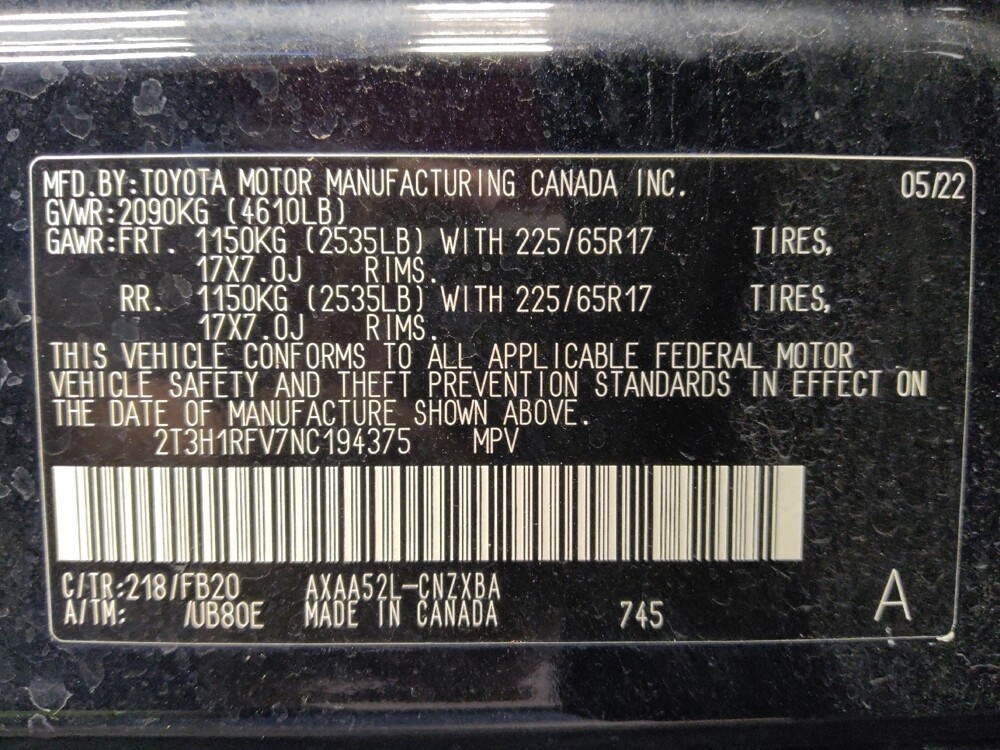 MFD.BY:TOYOTA MOTOR MANUFACTURING CANADA INC. 05/22
GVWR:2090KG (4610LB)
GAWR:FRT. 1150KG (2535LB) WITH 225/65R17 TIRES,
17X7.0J RIMS.
RR. 1150KG (2535LB) WITH 225/65R17 TIRES,
17X7.0J RIMS.
THIS VEHICLE CONFORMS TO ALL APPLICABLE FEDERAL MOTOR
VEHICLE SAFETY AND THEFT PREVENTION STANDARDS IN EFFECT ON
THE DATE OF MANUFACTURE SHOWN ABOVE.
2T3H1RFV7NC194375 MPV
C/TR:218/FB20 AXAA52L-CNZXBA
A/TM: /UB80E MADE IN CANADA 745 A